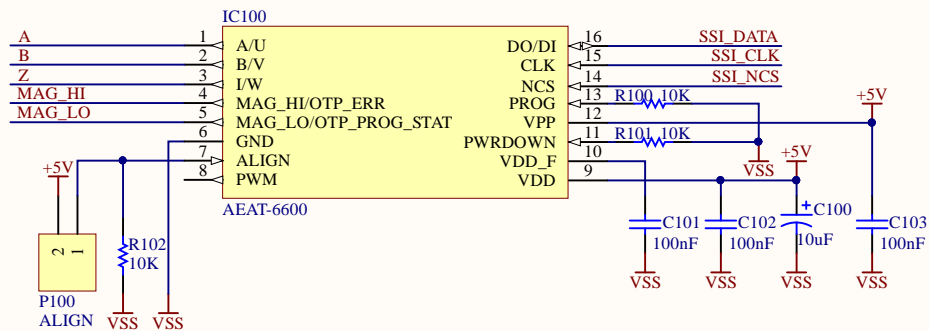 IC100
A 1 A/U DO/DI 16 SSI_DATA
B 2 B/V CLK 15 SSI_CLK
Z 3 I/W NCS 14 SSI_NCS
MAG_HI 4 MAG_HI/OTP_ERR PROG 13 R100 10K +5V
MAG_LO 5 MAG_LO/OTP_PROG_STAT VPP 12
6 GND PWRDOWN 11 R101 10K
+5V 7 ALIGN VDD_F 10 VSS +5V
8 PWM VDD 9
AEAT-6600
2 1 R102 C101 C102 C100 C103
10K 100nF 100nF 10uF 100nF
+
VSS VSS VSS VSS
P100
ALIGN VSS VSS